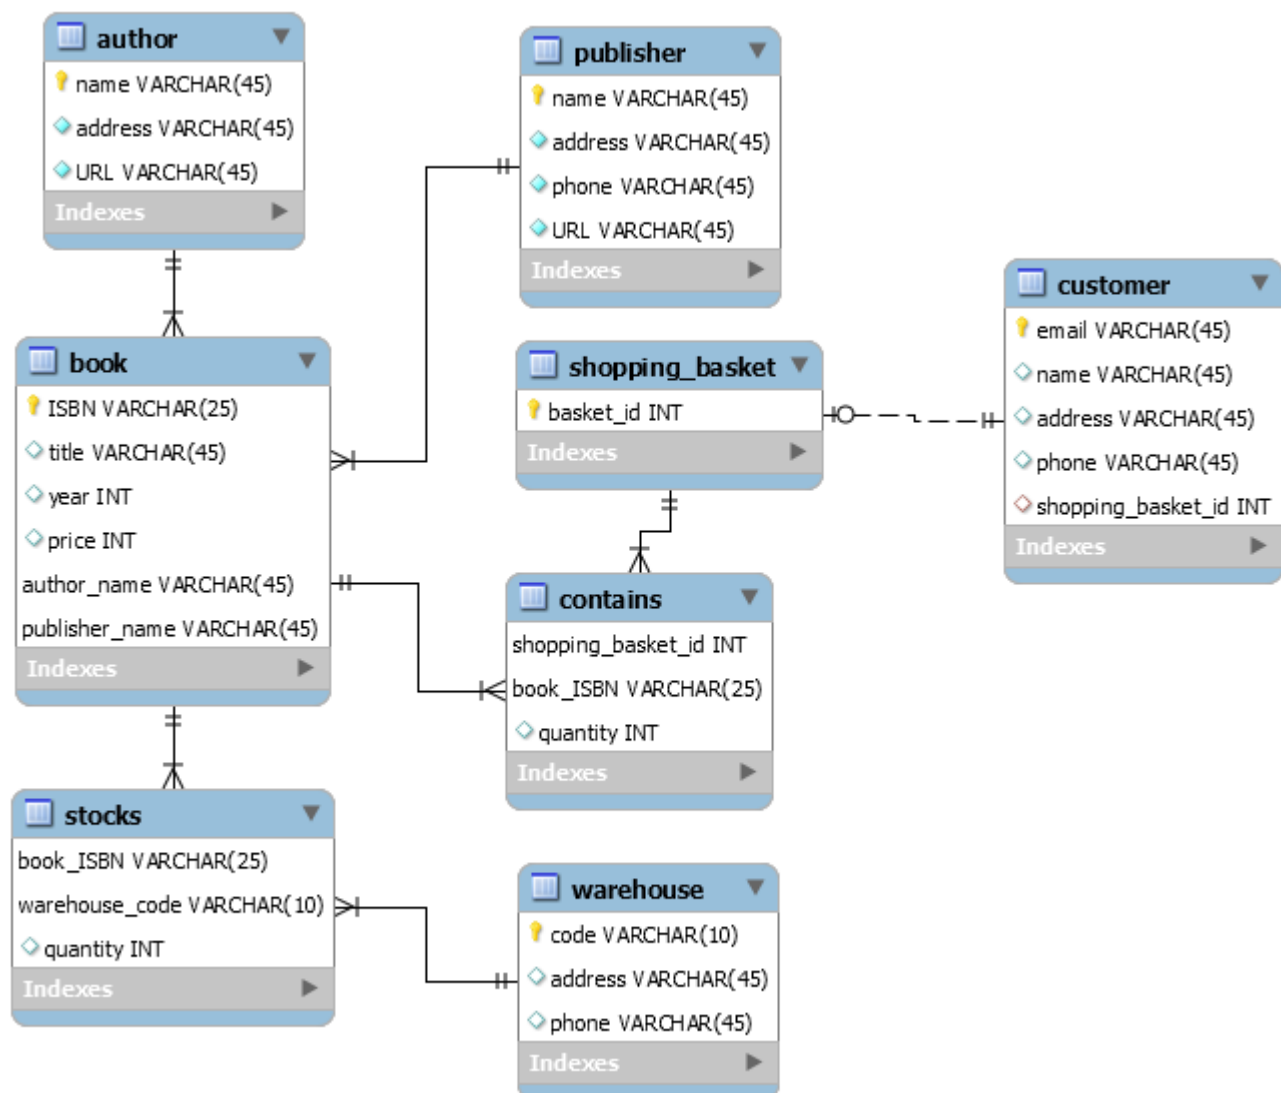 author
name VARCHAR(45)
address VARCHAR(45)
URL VARCHAR(45)
Indexes
publisher
name VARCHAR(45)
address VARCHAR(45)
phone VARCHAR(45)
URL VARCHAR(45)
Indexes
customer
email VARCHAR(45)
name VARCHAR(45)
address VARCHAR(45)
phone VARCHAR(45)
shopping_basket_id INT
Indexes
book
ISBN VARCHAR(25)
title VARCHAR(45)
year INT
price INT
author_name VARCHAR(45)
publisher_name VARCHAR(45)
Indexes
shopping_basket
basket_id INT
Indexes
contains
shopping_basket_id INT
book_ISBN VARCHAR(25)
quantity INT
Indexes
stocks
book_ISBN VARCHAR(25)
warehouse_code VARCHAR(10)
quantity INT
Indexes
warehouse
code VARCHAR(10)
address VARCHAR(45)
phone VARCHAR(45)
Indexes